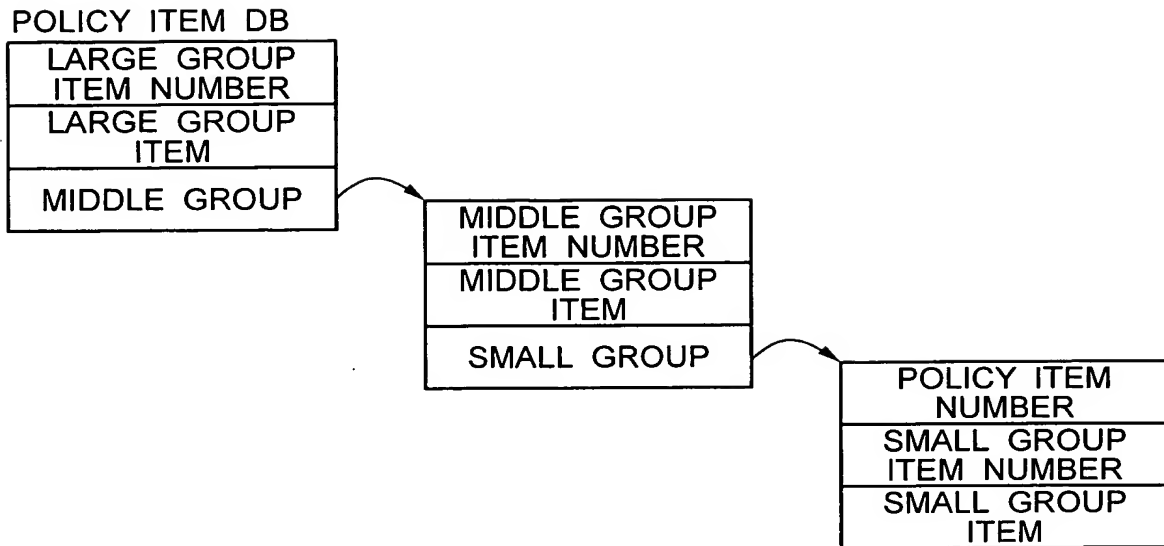 POLICY ITEM DB
LARGE GROUP
ITEM NUMBER
LARGE GROUP
ITEM
MIDDLE GROUP
MIDDLE GROUP
ITEM NUMBER
MIDDLE GROUP
ITEM
SMALL GROUP
POLICY ITEM
NUMBER
SMALL GROUP
ITEM NUMBER
SMALL GROUP
ITEM